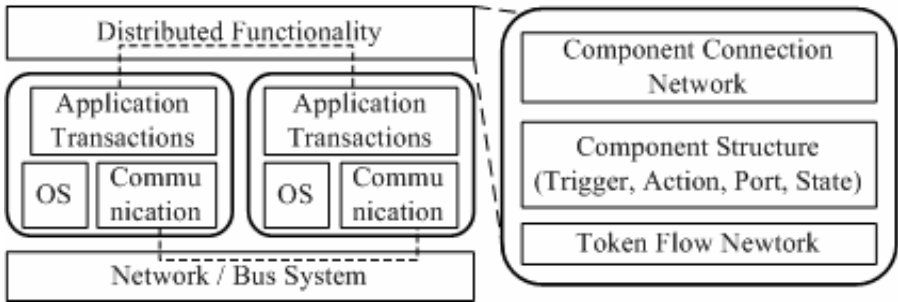 Distributed Functionality
Application
Transactions
OS
Commu
nication
Application
Transactions
OS
Commu
nication
Network / Bus System
Component Connection
Network
Component Structure
(Trigger, Action, Port, State)
Token Flow Newtork